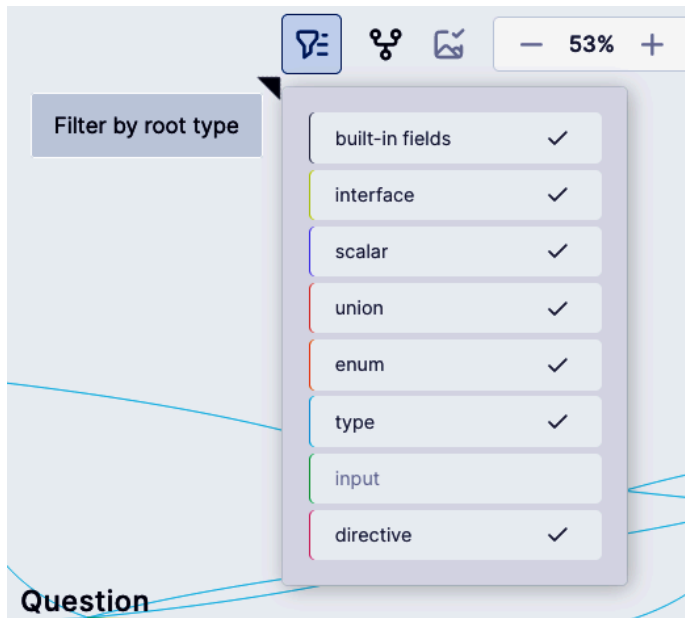 53%
Filter by root type
built-in fields
interface
scalar
union
enum
type
input
directive
Question